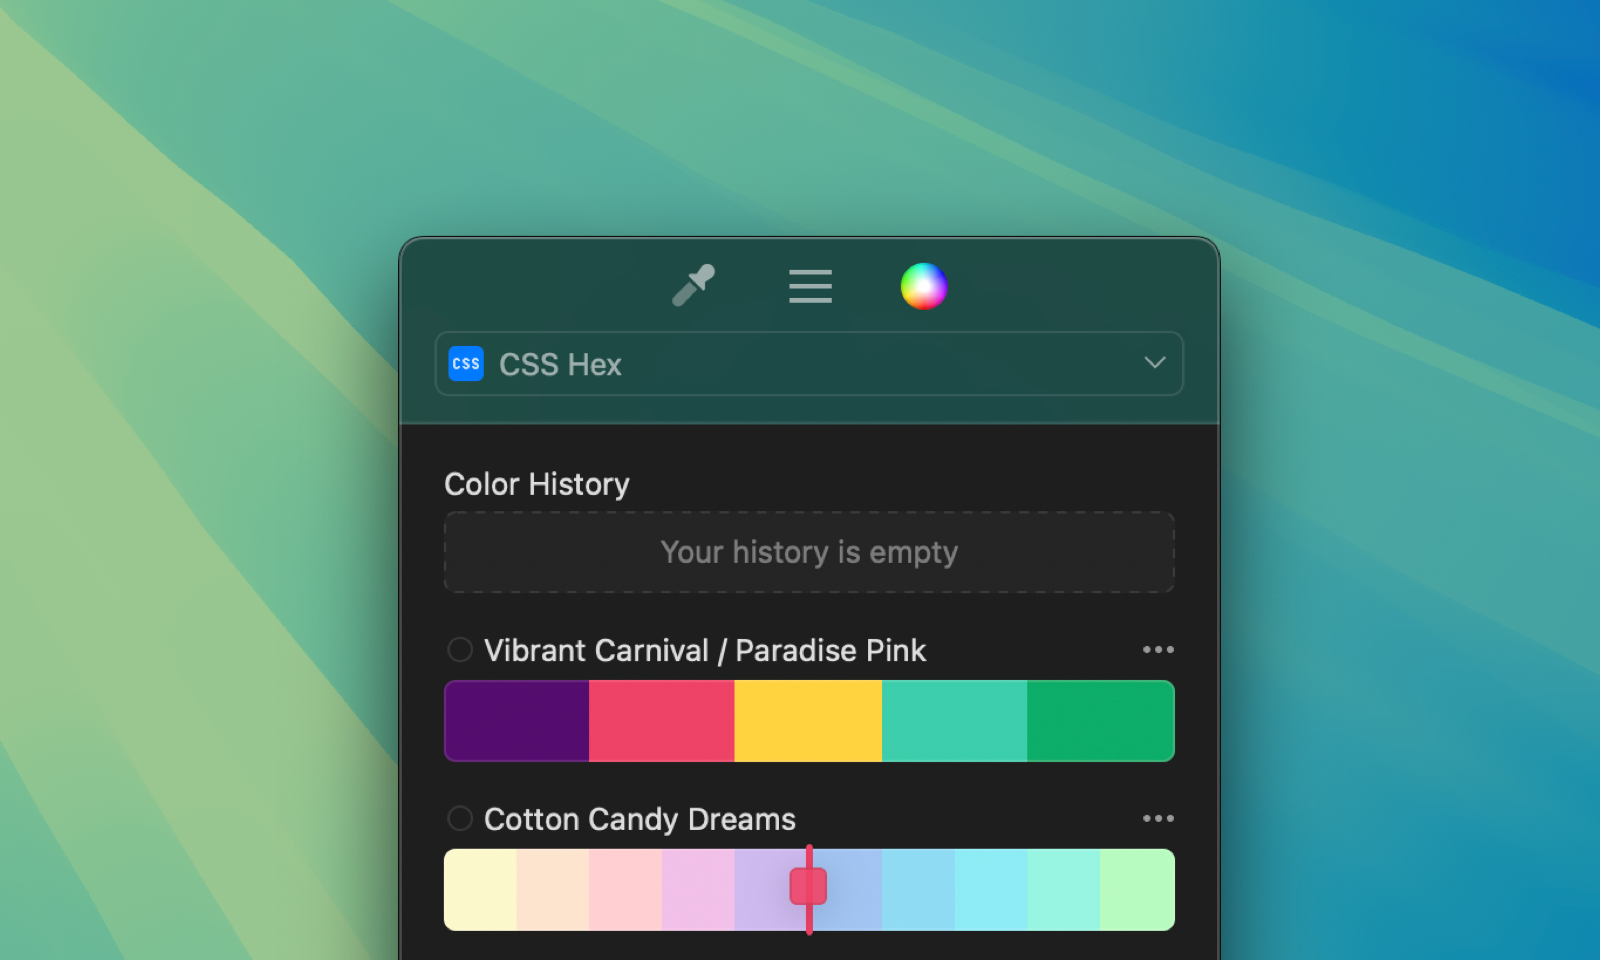 CSS CSS Hex
Color History
Your history is empty
Vibrant Carnival / Paradise Pink
Cotton Candy Dreams